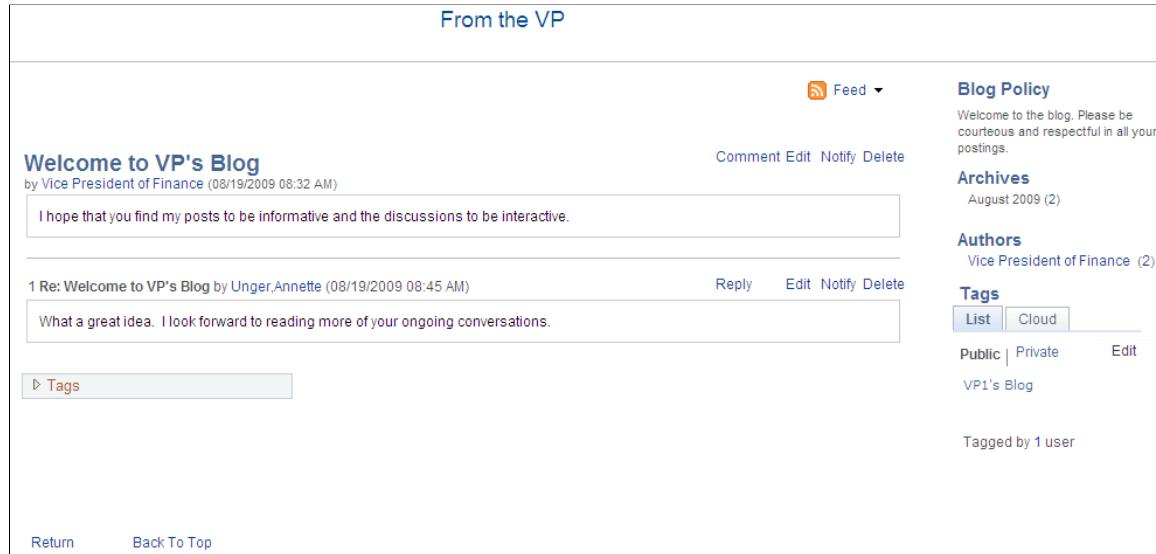 From the VP
Feed
Welcome to VP's Blog
Comment Edit Notify Delete
by Vice President of Finance (08/19/2009 08:32 AM)
I hope that you find my posts to be informative and the discussions to be interactive.
1 Re: Welcome to VP's Blog by Unger,Annette (08/19/2009 08:45 AM)
Reply Edit Notify Delete
What a great idea. I look forward to reading more of your ongoing conversations.
Tags
Return Back To Top
Blog Policy
Welcome to the blog. Please be
courteous and respectful in all your
postings.
Archives
August 2009 (2)
Authors
Vice President of Finance (2)
Tags
List Cloud
Public | Private Edit
VP1's Blog
Tagged by 1 user